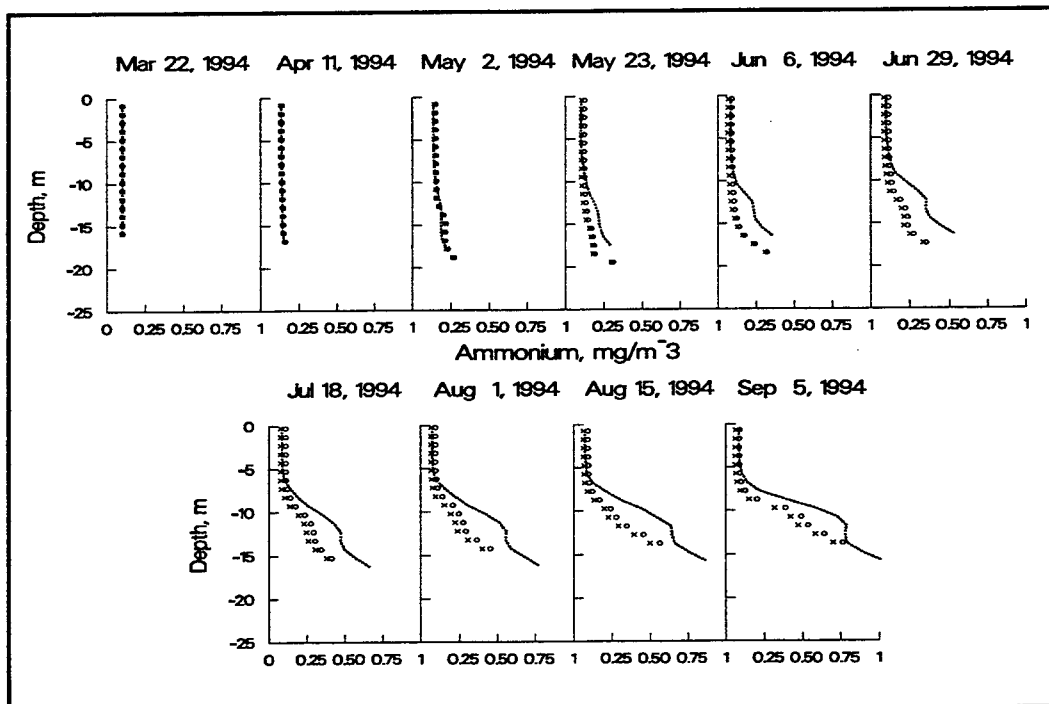 Mar 22, 1994 Apr 11, 1994 May 2, 1994 May 23, 1994 Jun 6, 1994 Jun 29, 1994
0
-5
-10
-15
-20
-25
Depth, m
0 0.25 0.50 0.75 1 0.25 0.50 0.75 1 0.25 0.50 0.75 1 0.25 0.50 0.75 1 0.25 0.50 0.75 1 0.25 0.50 0.75 1
Ammonium, mg/m^-3
Jul 18, 1994 Aug 1, 1994 Aug 15, 1994 Sep 5, 1994
0
-5
-10
-15
-20
-25
Depth, m
0 0.25 0.50 0.75 1 0.25 0.50 0.75 1 0.25 0.50 0.75 1 0.25 0.50 0.75 1